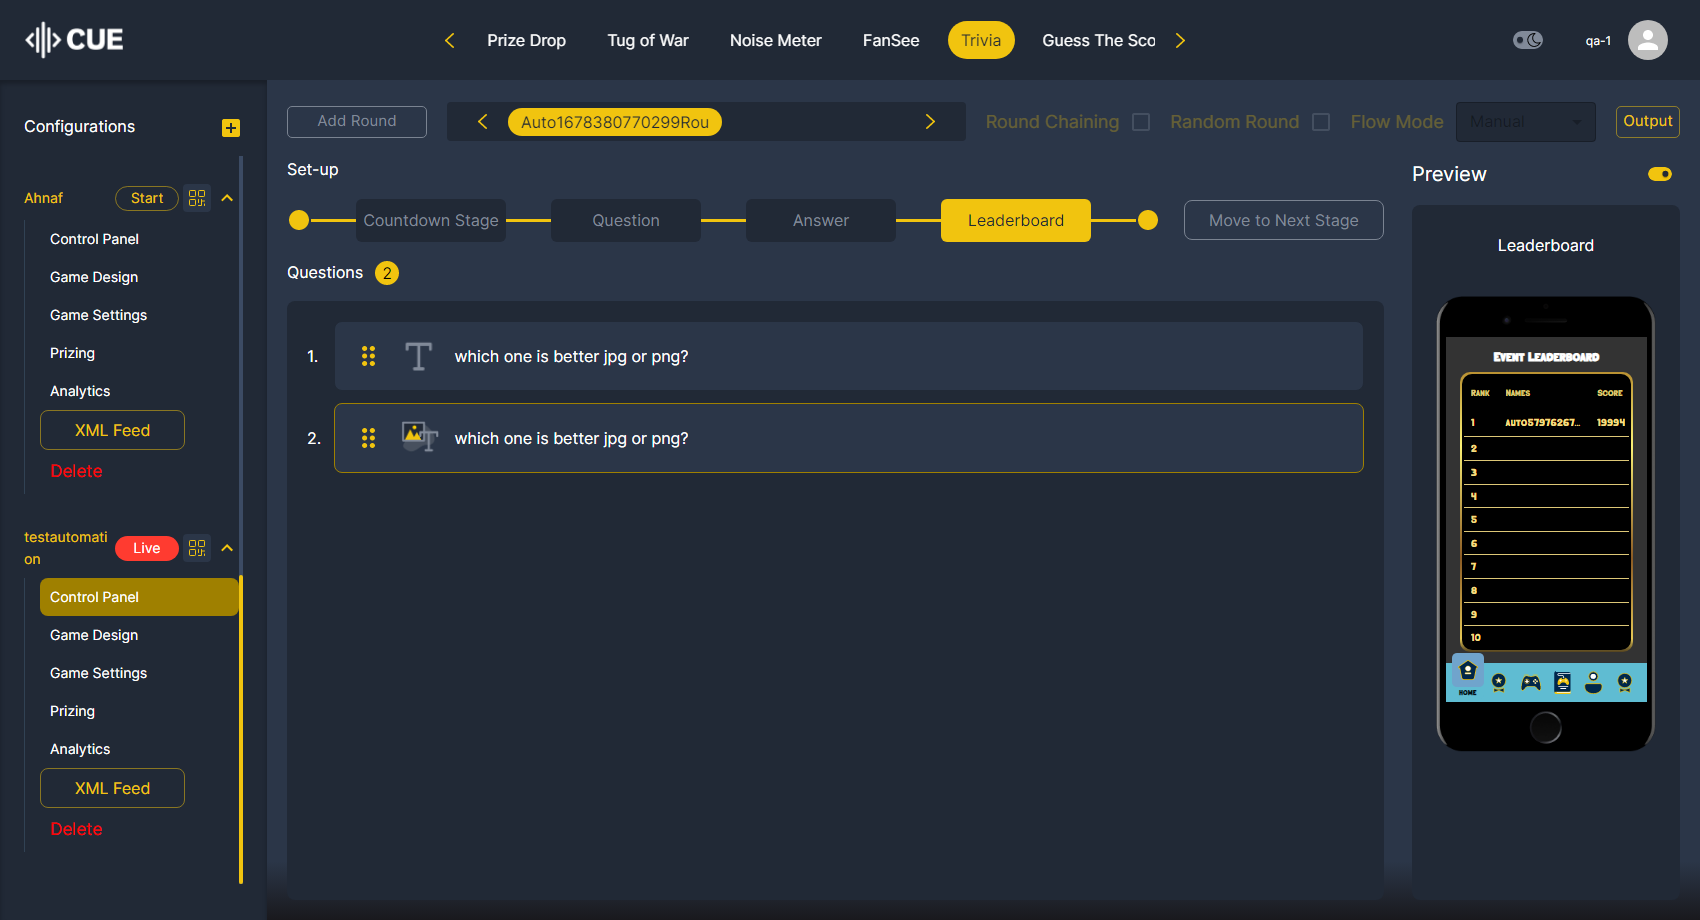 CUE
Prize Drop
Tug of War
Noise Meter
FanSee
Trivia
Guess The Sco
qa-1
Configurations
Ahnaf
Start
Control Panel
Game Design
Game Settings
Prizing
Analytics
XML Feed
Delete
testautomati
on
Live
Control Panel
Game Design
Game Settings
Prizing
Analytics
XML Feed
Delete
Add Round
Auto1678380770299Rou
Round Chaining
Random Round
Flow Mode
Manual
Output
Set-up
Countdown Stage
Question
Answer
Leaderboard
Move to Next Stage
Questions 2
1. which one is better jpg or png?
2. which one is better jpg or png?
Preview
Leaderboard
Event Leaderboard
Rank Names Score
1 auto57976267... 19994
2
3
4
5
6
7
8
9
10
HOME